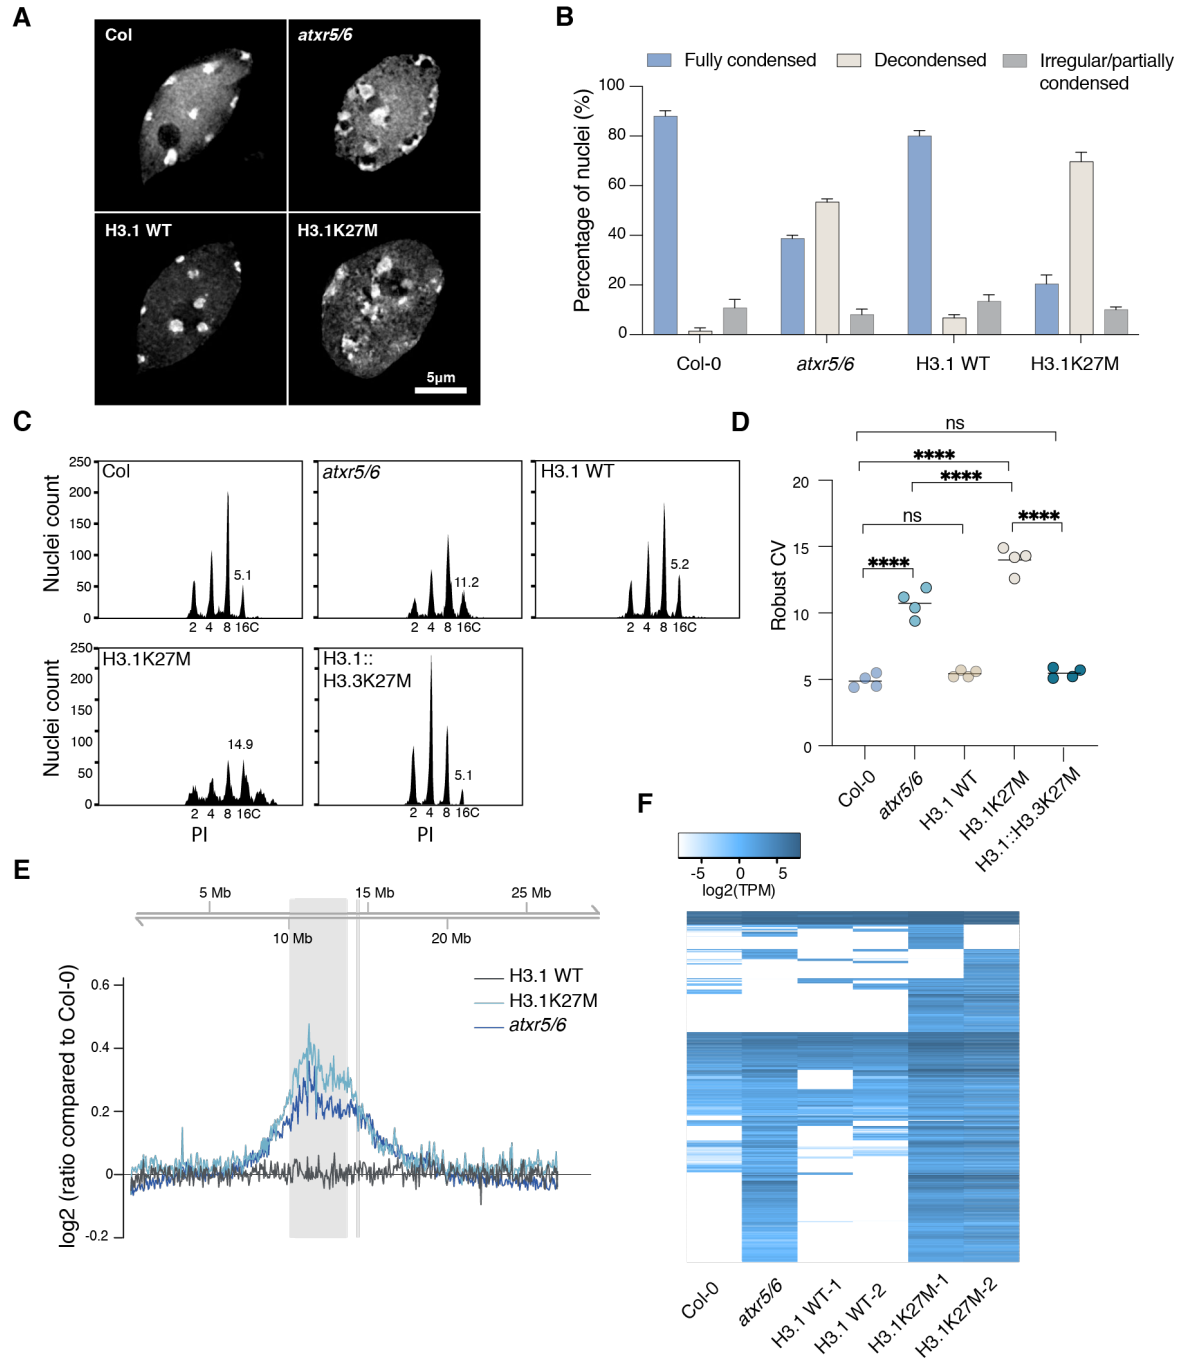 A
Col
atxr5/6
H3.1 WT
H3.1K27M
5µm
B
Fully condensed
Decondensed
Irregular/partially
condensed
Percentage of nuclei (%)
100
80
60
40
20
0
Col-0
atxr5/6
H3.1 WT
H3.1K27M
C
Nuclei count
250
200
150
100
50
0
Col
5.1
2 4 8 16C
atxr5/6
11.2
2 4 8 16C
H3.1 WT
5.2
2 4 8 16C
Nuclei count
250
200
150
100
50
0
H3.1K27M
14.9
2 4 8 16C
PI
H3.1::
H3.3K27M
5.1
2 4 8 16C
PI
D
ns
****
****
ns
****
****
Robust CV
20
15
10
5
0
Col-0
atxr5/6
H3.1 WT
H3.1K27M
H3.1::H3.3K27M
E
5 Mb
15 Mb
25 Mb
10 Mb
20 Mb
H3.1 WT
H3.1K27M
atxr5/6
log2 (ratio compared to Col-0)
0.6
0.4
0.2
0
-0.2
F
-5
0
5
log2(TPM)
Col-0
atxr5/6
H3.1 WT-1
H3.1 WT-2
H3.1K27M-1
H3.1K27M-2